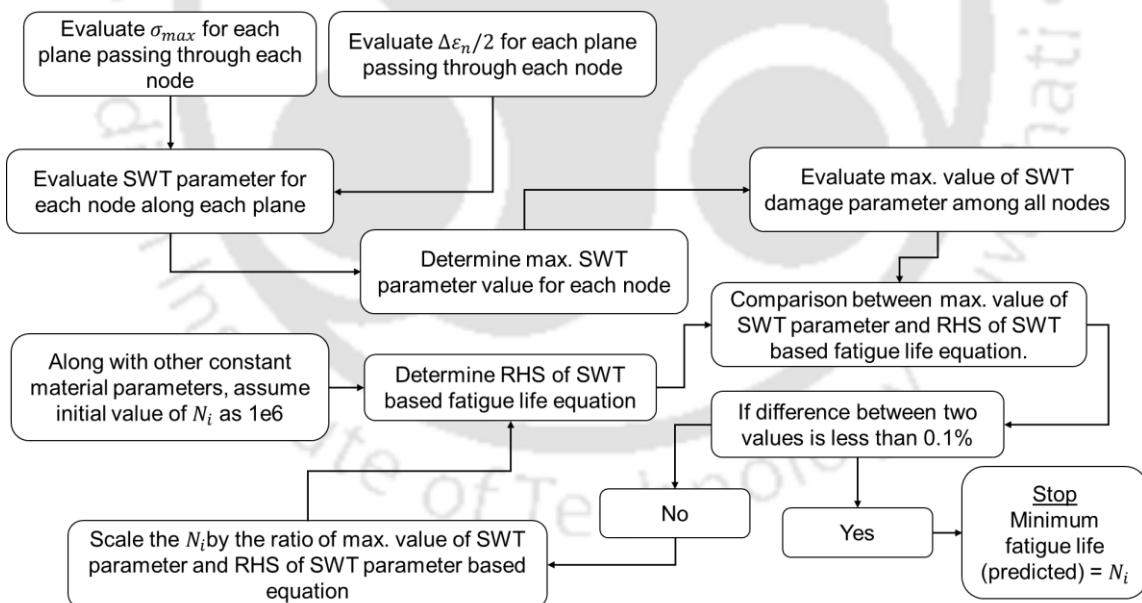 Evaluate 𝜎𝑚𝑎𝑥 for each
plane passing through each
node
Evaluate Δ𝜀𝑛/2 for each plane
passing through each node
Evaluate SWT parameter for
each node along each plane
Evaluate max. value of SWT
damage parameter among all nodes
Determine max. SWT
parameter value for each node
Comparison between max. value of
SWT parameter and RHS of SWT
based fatigue life equation.
Along with other constant
material parameters, assume
initial value of 𝑁𝑖 as 1e6
Determine RHS of SWT
based fatigue life equation
If difference between two
values is less than 0.1%
No
Yes
Stop
Minimum
fatigue life
(predicted) = 𝑁𝑖
Scale the 𝑁𝑖by the ratio of max. value of SWT
parameter and RHS of SWT parameter based
equation